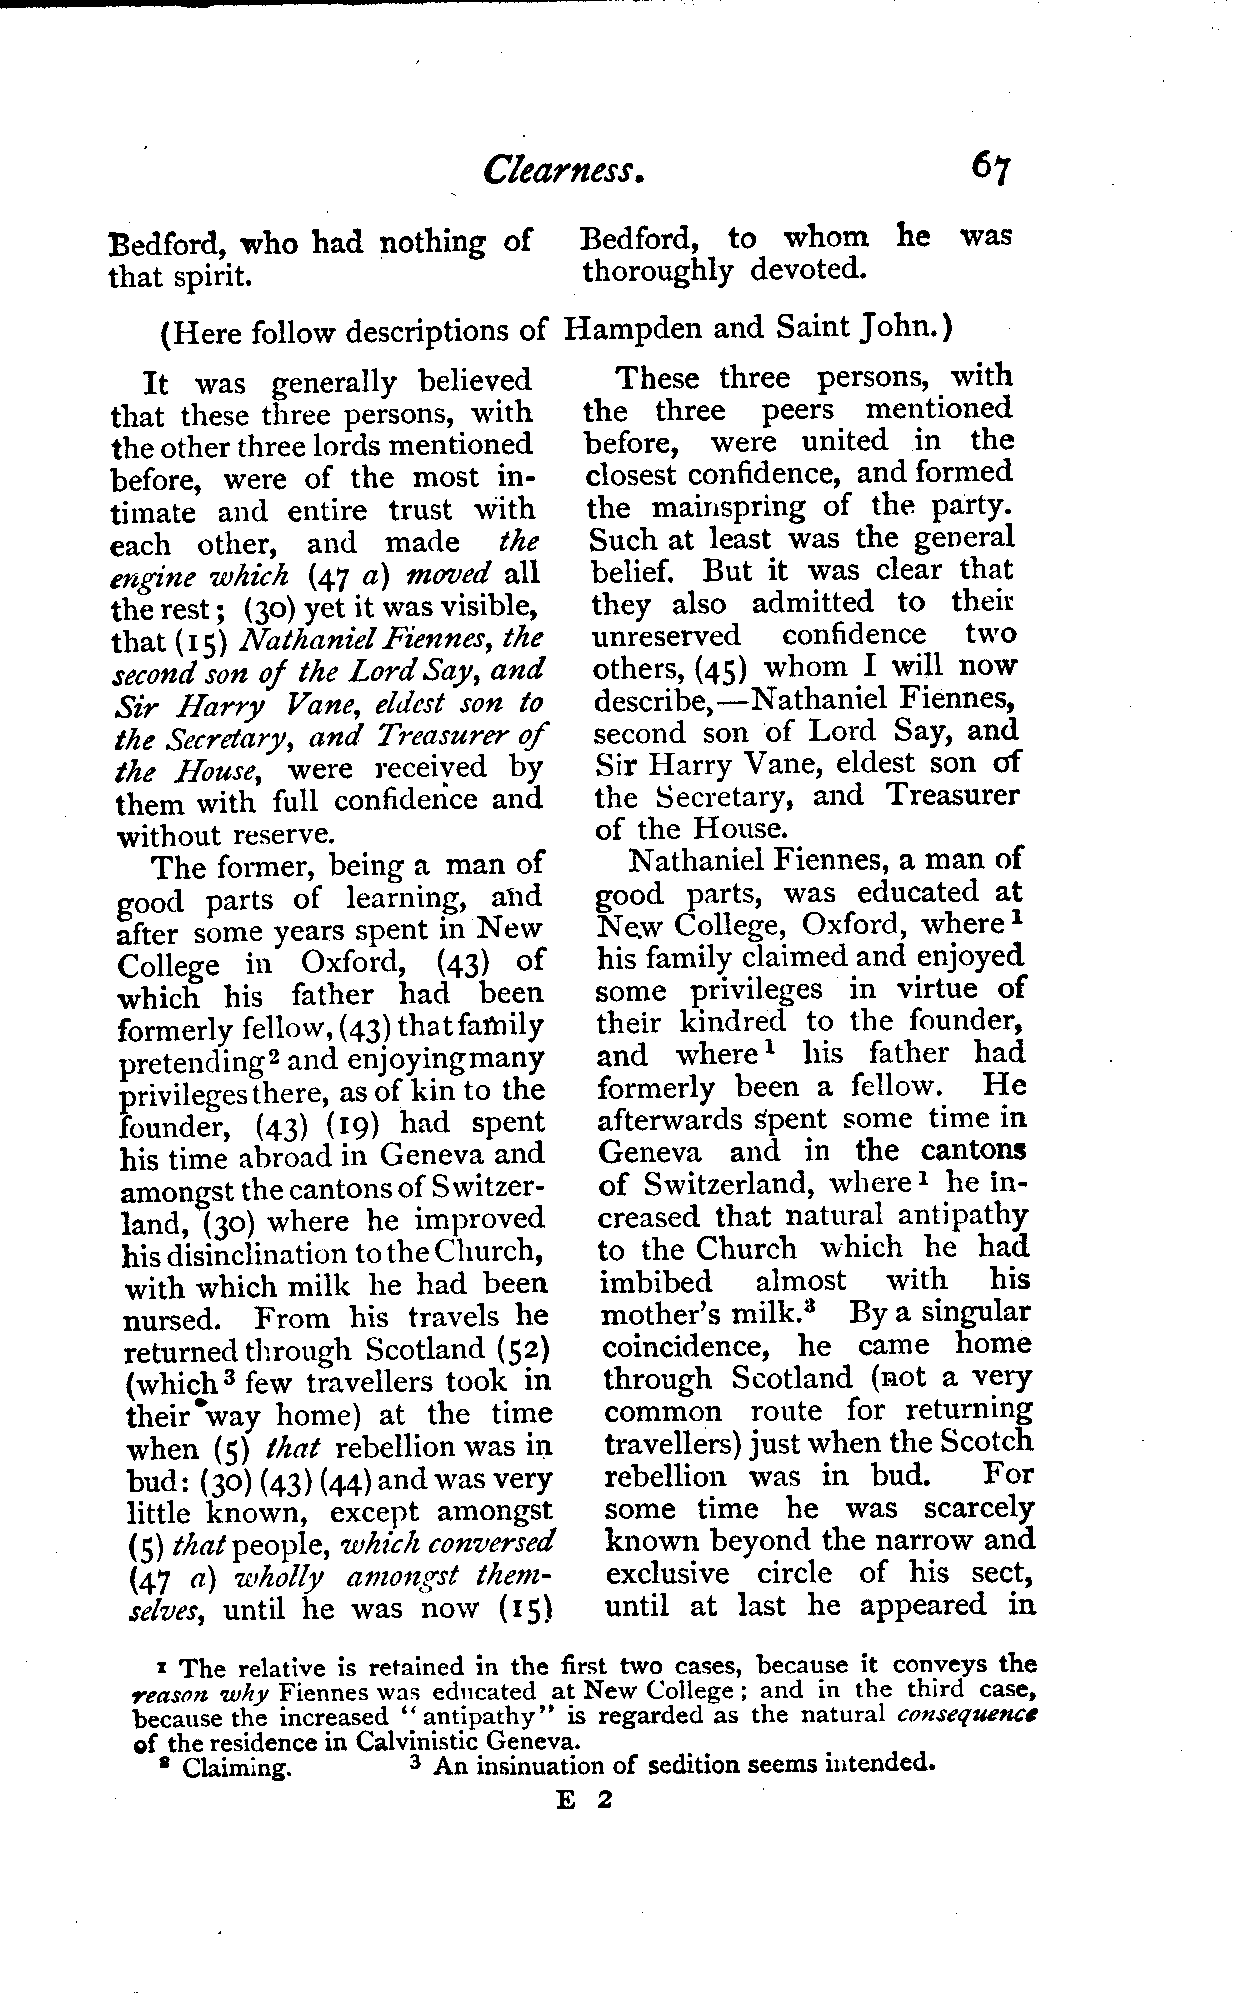 Clearness. 67
Bedford, who had nothing of
that spirit.
Bedford, to whom he was
thoroughly devoted.
(Here follow descriptions of Hampden and Saint John.)
It was generally believed
that these three persons, with
the other three lords mentioned
before, were of the most in-
timate and entire trust with
each other, and made the
engine which (47 a) moved all
the rest; (30) yet it was visible,
that (15) Nathaniel Fiennes, the
second son of the Lord Say, and
Sir Harry Vane, eldest son to
the Secretary, and Treasurer of
the House, were received by
them with full confidence and
without reserve.
The former, being a man of
good parts of learning, and
after some years spent in New
College in Oxford, (43) of
which his father had been
formerly fellow, (43) that family
pretending² and enjoying many
privileges there, as of kin to the
founder, (43) (19) had spent
his time abroad in Geneva and
amongst the cantons of Switzer-
land, (30) where he improved
his disinclination to the Church,
with which milk he had been
nursed. From his travels he
returned through Scotland (52)
(which³ few travellers took in
their way home) at the time
when (5) that rebellion was in
bud: (30) (43) (44) and was very
little known, except amongst
(5) that people, which conversed
(47 a) wholly amongst them-
selves, until he was now (15)
These three persons, with
the three peers mentioned
before, were united in the
closest confidence, and formed
the mainspring of the party.
Such at least was the general
belief. But it was clear that
they also admitted to their
unreserved confidence two
others, (45) whom I will now
describe,—Nathaniel Fiennes,
second son of Lord Say, and
Sir Harry Vane, eldest son of
the Secretary, and Treasurer
of the House.
Nathaniel Fiennes, a man of
good parts, was educated at
New College, Oxford, where¹
his family claimed and enjoyed
some privileges in virtue of
their kindred to the founder,
and where¹ his father had
formerly been a fellow. He
afterwards spent some time in
Geneva and in the cantons
of Switzerland, where¹ he in-
creased that natural antipathy
to the Church which he had
imbibed almost with his
mother's milk.³ By a singular
coincidence, he came home
through Scotland (not a very
common route for returning
travellers) just when the Scotch
rebellion was in bud. For
some time he was scarcely
known beyond the narrow and
exclusive circle of his sect,
until at last he appeared in
¹ The relative is retained in the first two cases, because it conveys the
reason why Fiennes was educated at New College; and in the third case,
because the increased "antipathy" is regarded as the natural consequence
of the residence in Calvinistic Geneva.
² Claiming. ³ An insinuation of sedition seems intended.
E 2